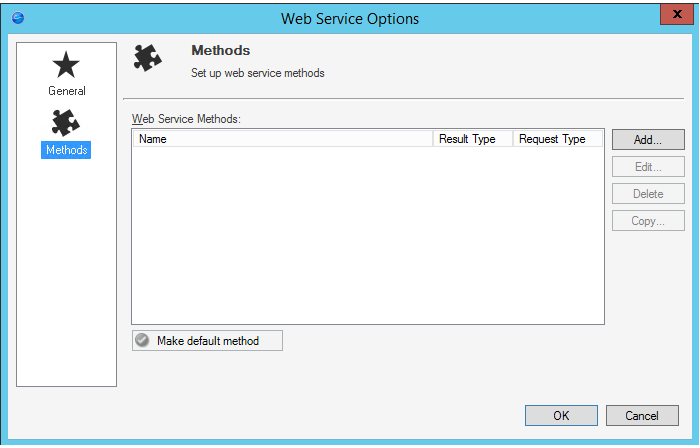 Web Service Options
x
General
Methods
Methods
Set up web service methods
Web Service Methods:
Name Result Type Request Type
Add...
Edit...
Delete
Copy...
Make default method
OK Cancel